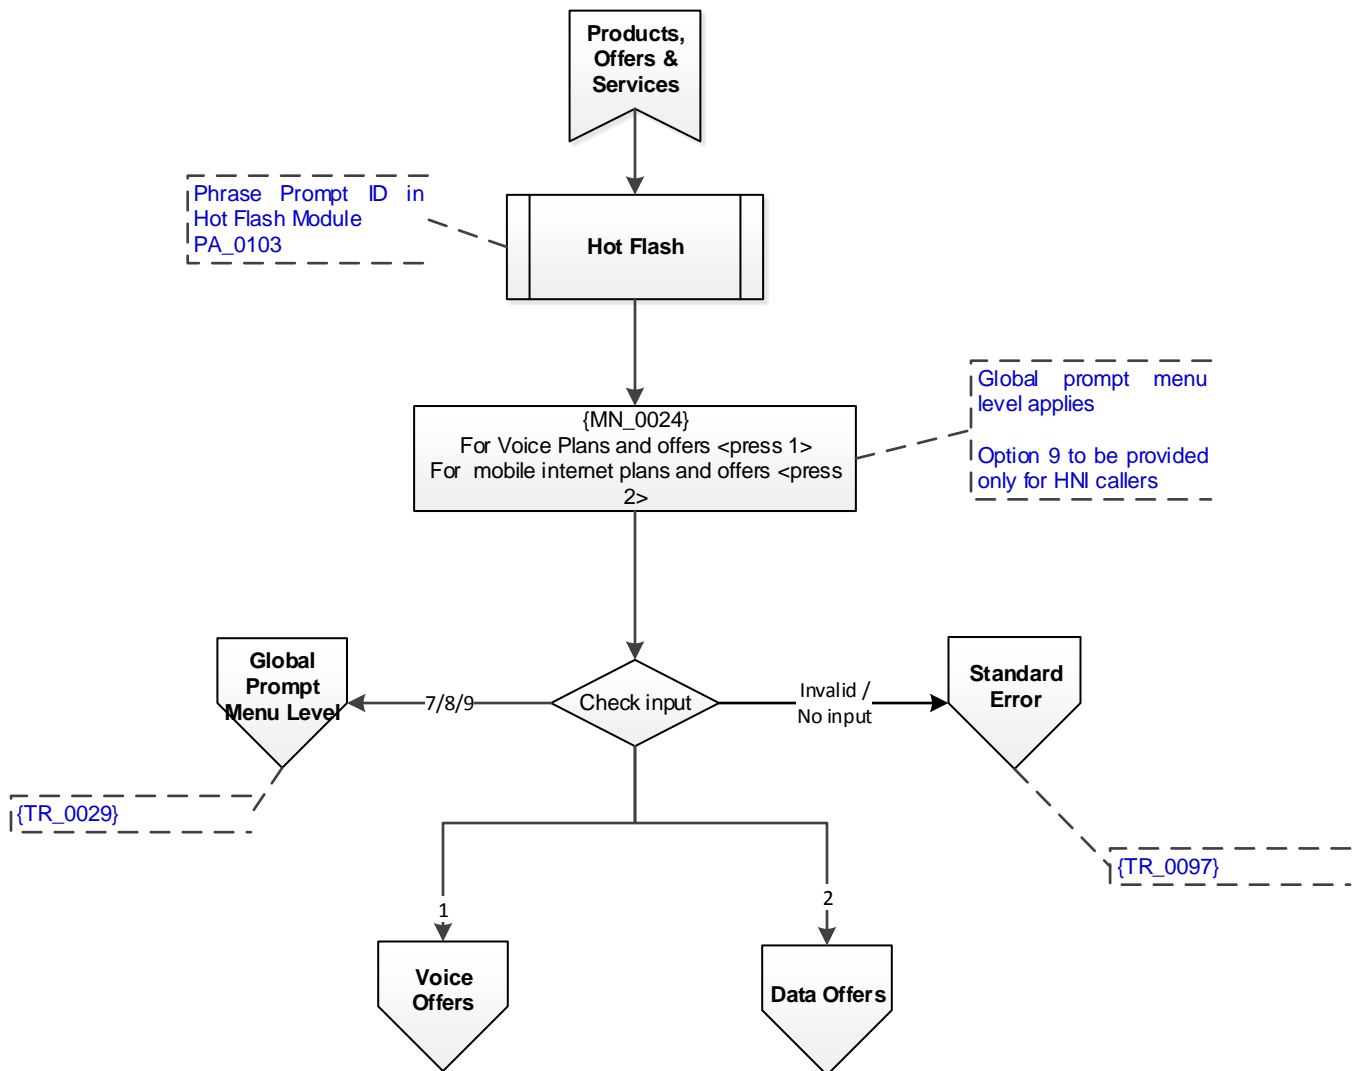 Products,
Offers &
Services
Phrase Prompt ID in
Hot Flash Module
PA_0103
Hot Flash
Global prompt menu
level applies
Option 9 to be provided
only for HNI callers
{MN_0024}
For Voice Plans and offers <press 1>
For mobile internet plans and offers <press
2>
Global
Prompt
Menu Level
7/8/9
Check input
Invalid /
No input
Standard
Error
{TR_0029}
{TR_0097}
1
2
Voice
Offers
Data Offers